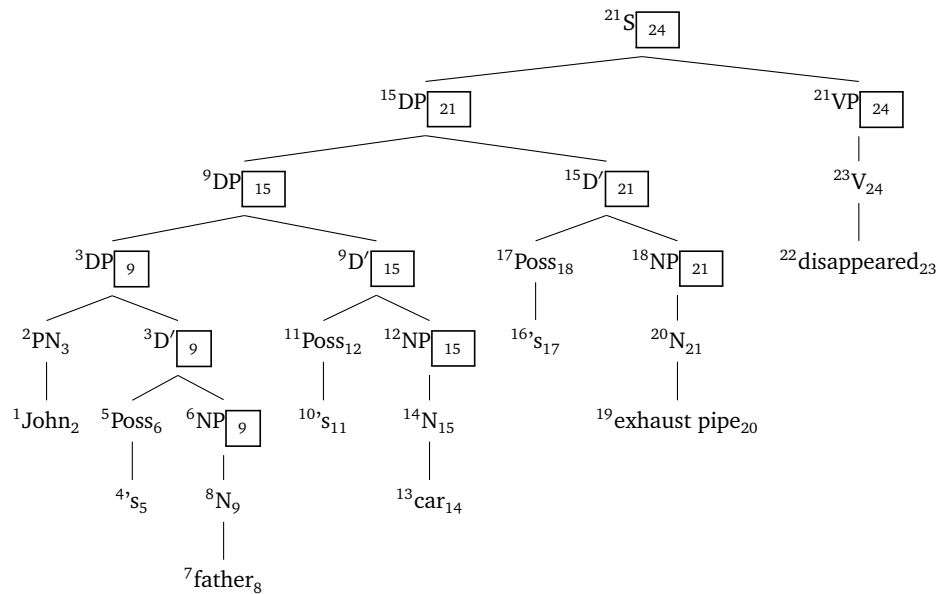 ²¹S 24
¹⁵DP 21 ²¹VP 24
⁹DP 15 ¹⁵D′ 21 ²³V₂₄
³DP 9 ⁹D′ 15 ¹⁷Poss₁₈ ¹⁸NP 21 ²²disappeared₂₃
²PN₃ ³D′ 9 ¹¹Poss₁₂ ¹²NP 15 ¹⁶'s₁₇ ²⁰N₂₁
¹John₂ ⁵Poss₆ ⁶NP 9 ¹⁰'s₁₁ ¹⁴N₁₅ ¹⁹exhaust pipe₂₀
⁴'s₅ ⁸N₉ ¹³car₁₄
⁷father₈